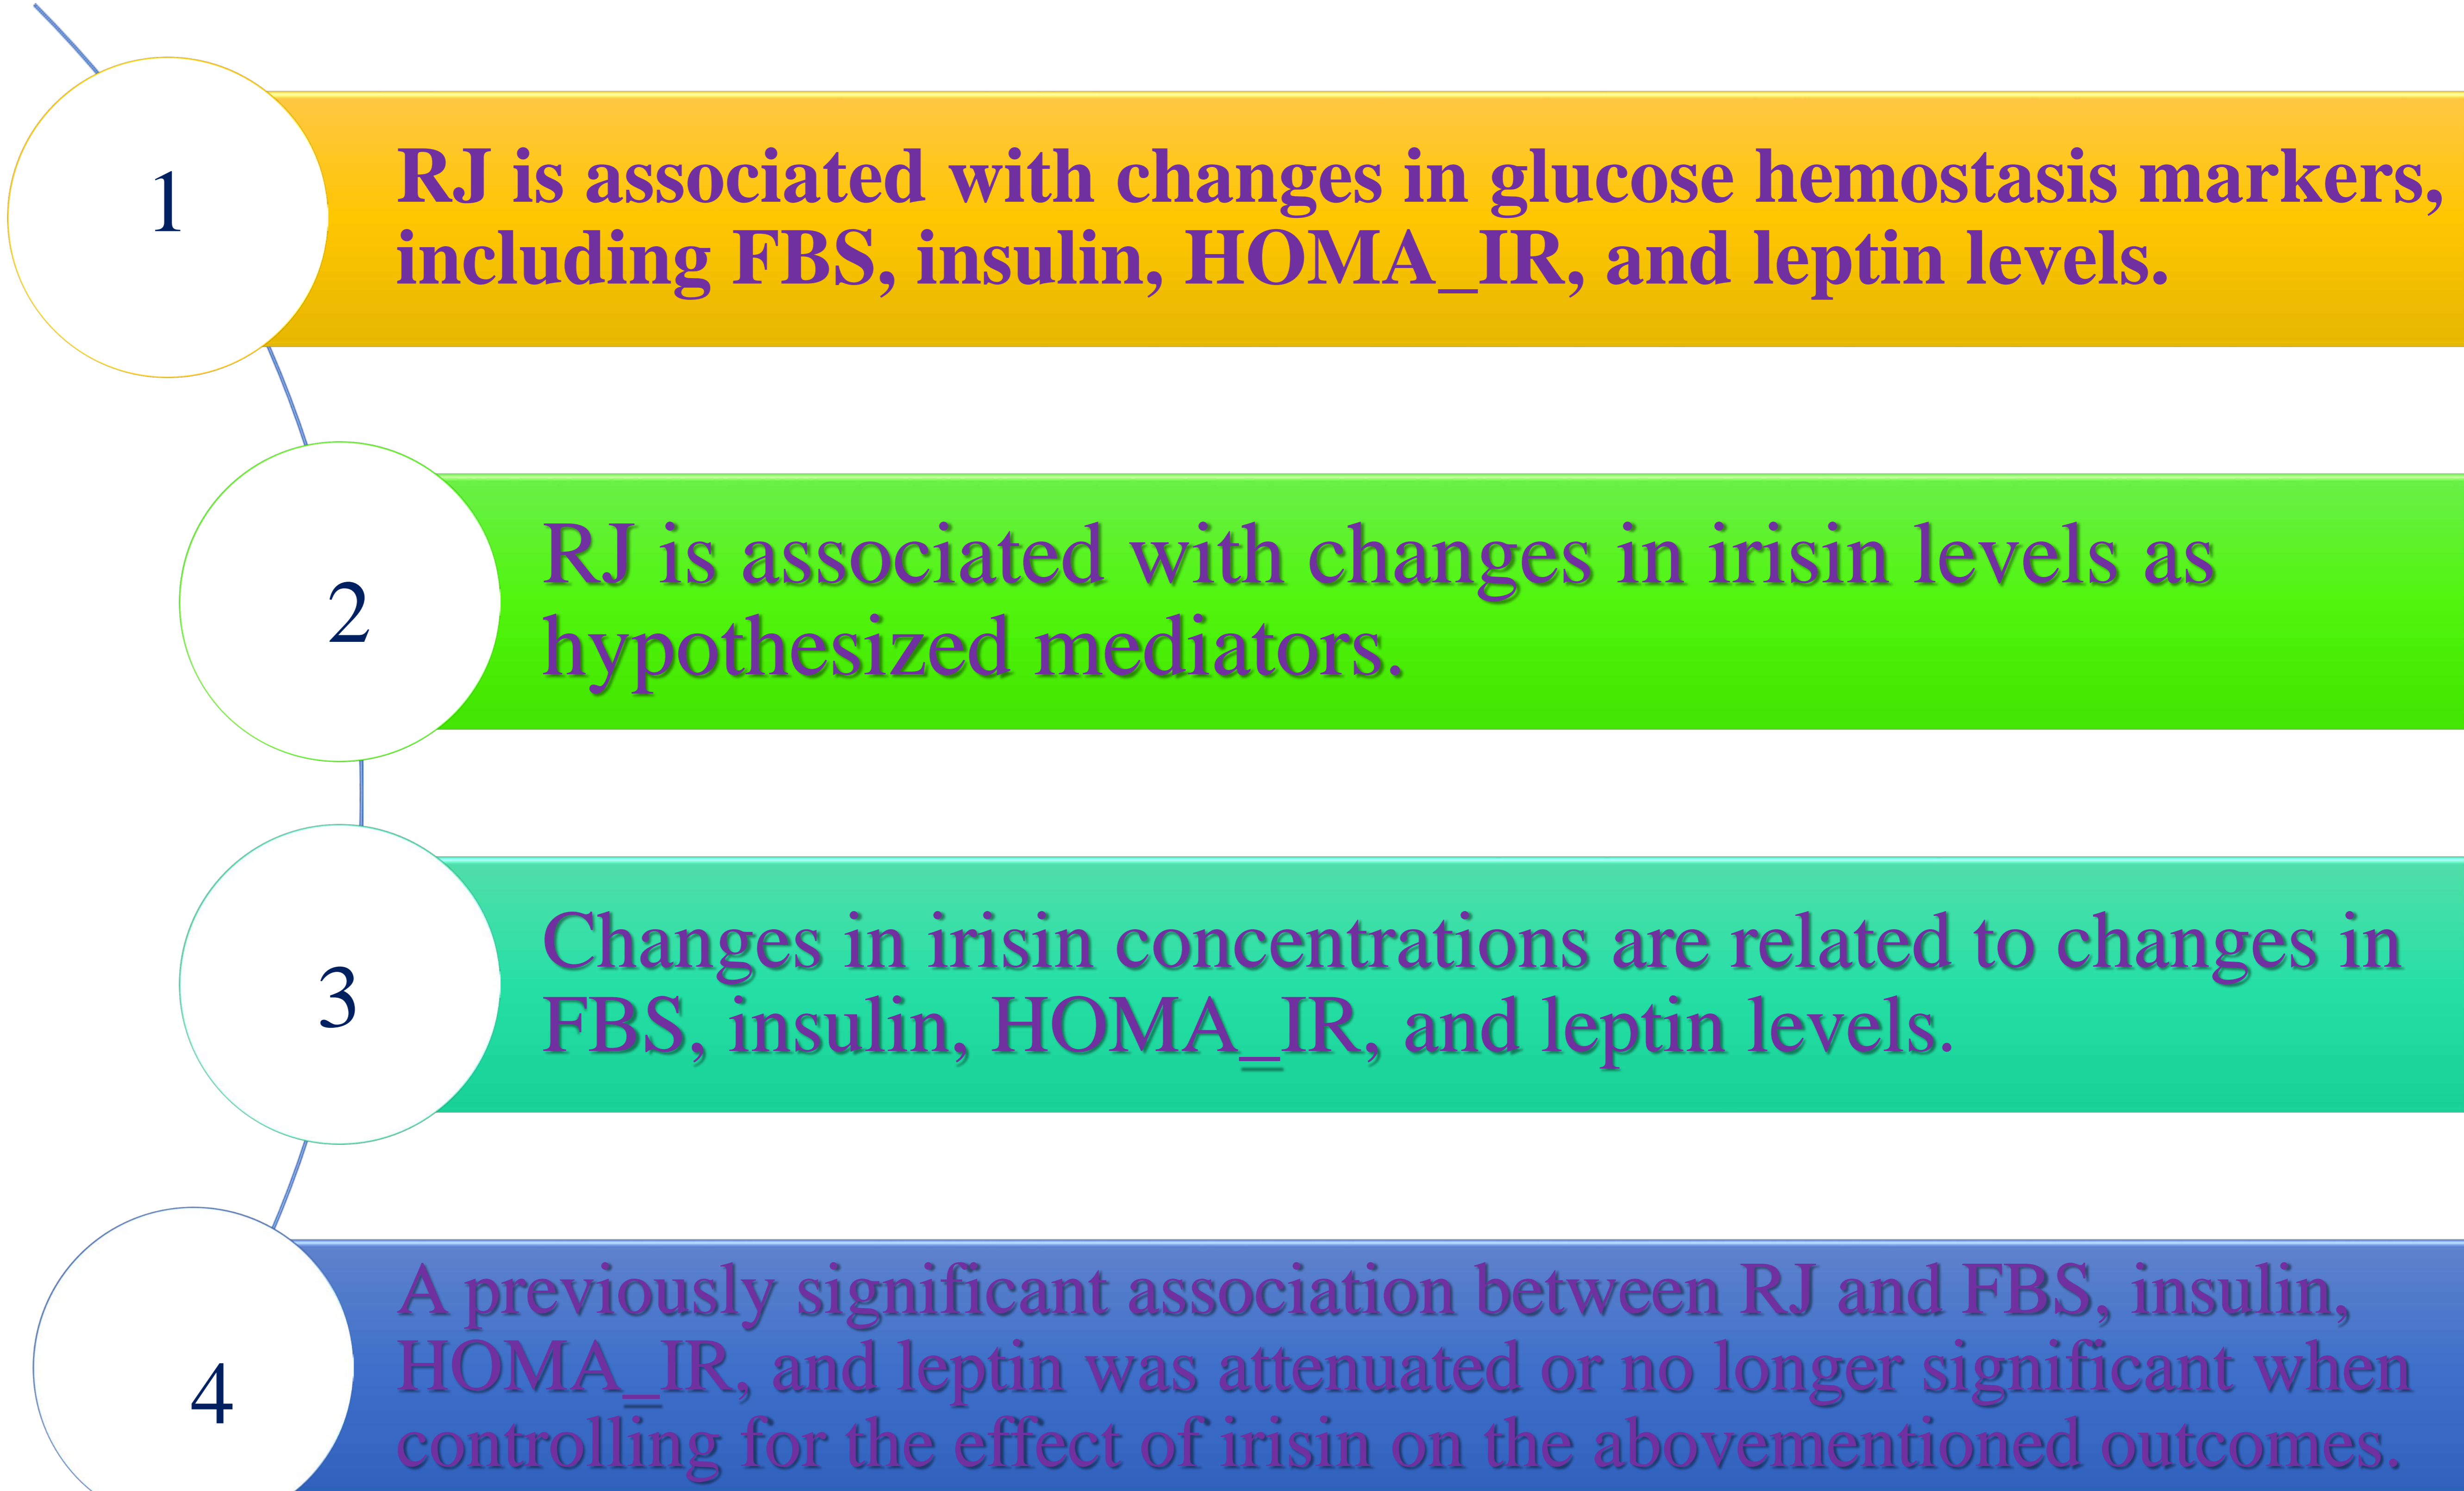 1
RJ is associated with changes in glucose hemostasis markers,
including FBS, insulin, HOMA_IR, and leptin levels.
2
RJ is associated with changes in irisin levels as
hypothesized mediators.
3
Changes in irisin concentrations are related to changes in
FBS, insulin, HOMA_IR, and leptin levels.
4
A previously significant association between RJ and FBS, insulin,
HOMA_IR, and leptin was attenuated or no longer significant when
controlling for the effect of irisin on the abovementioned outcomes.